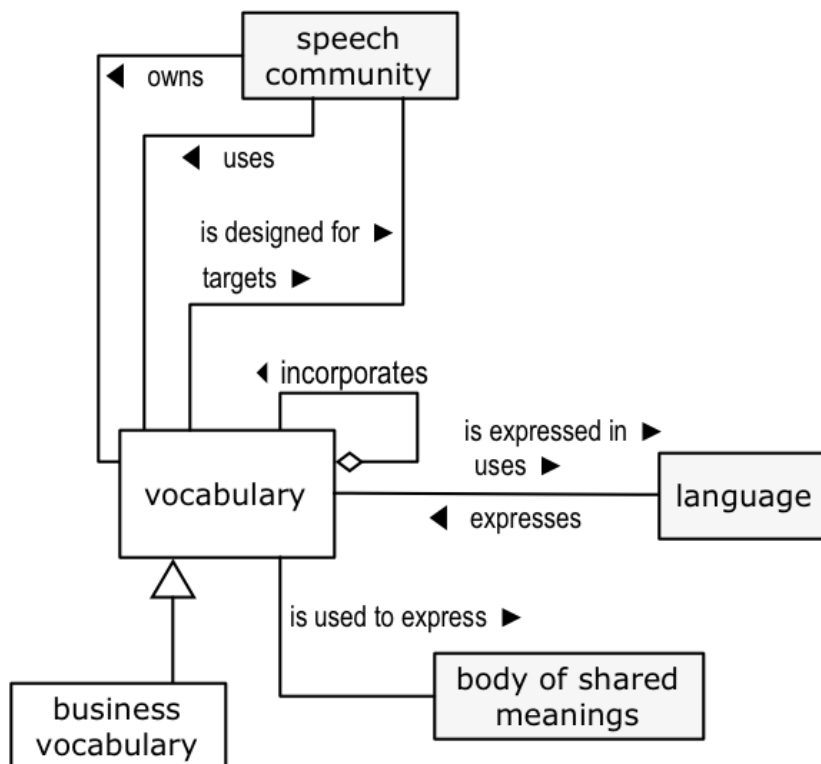 speech
community
◀ owns
◀ uses
is designed for ▶
targets ▶
◀ incorporates
is expressed in ▶
uses ▶
vocabulary
language
◀ expresses
is used to express ▶
body of shared
meanings
business
vocabulary